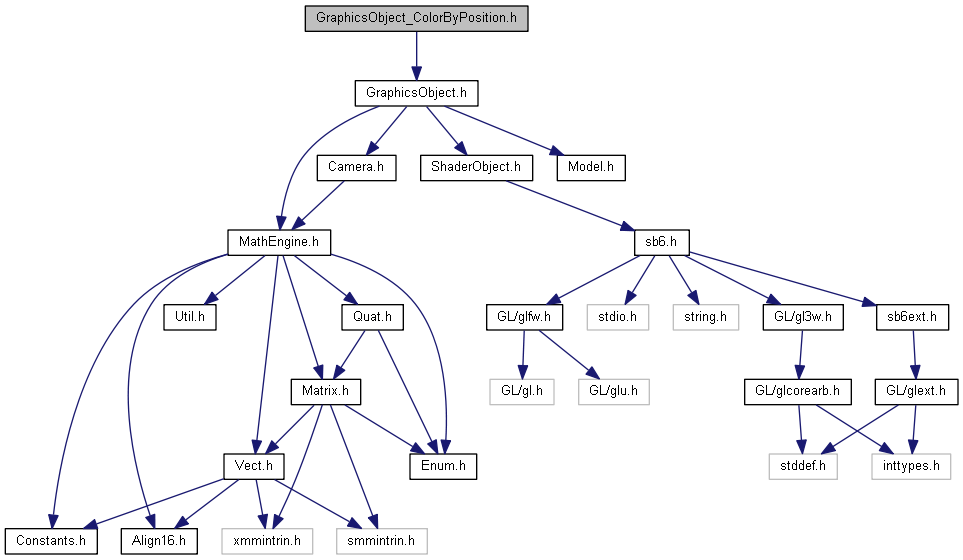 GraphicsObject_ColorByPosition.h
GraphicsObject.h
Camera.h
ShaderObject.h
Model.h
MathEngine.h
sb6.h
Util.h
Quat.h
GL/glfw.h
stdio.h
string.h
GL/gl3w.h
sb6ext.h
Matrix.h
GL/gl.h
GL/glu.h
GL/glcorearb.h
GL/glext.h
Vect.h
Enum.h
stddef.h
inttypes.h
Constants.h
Align16.h
xmmintrin.h
smmintrin.h